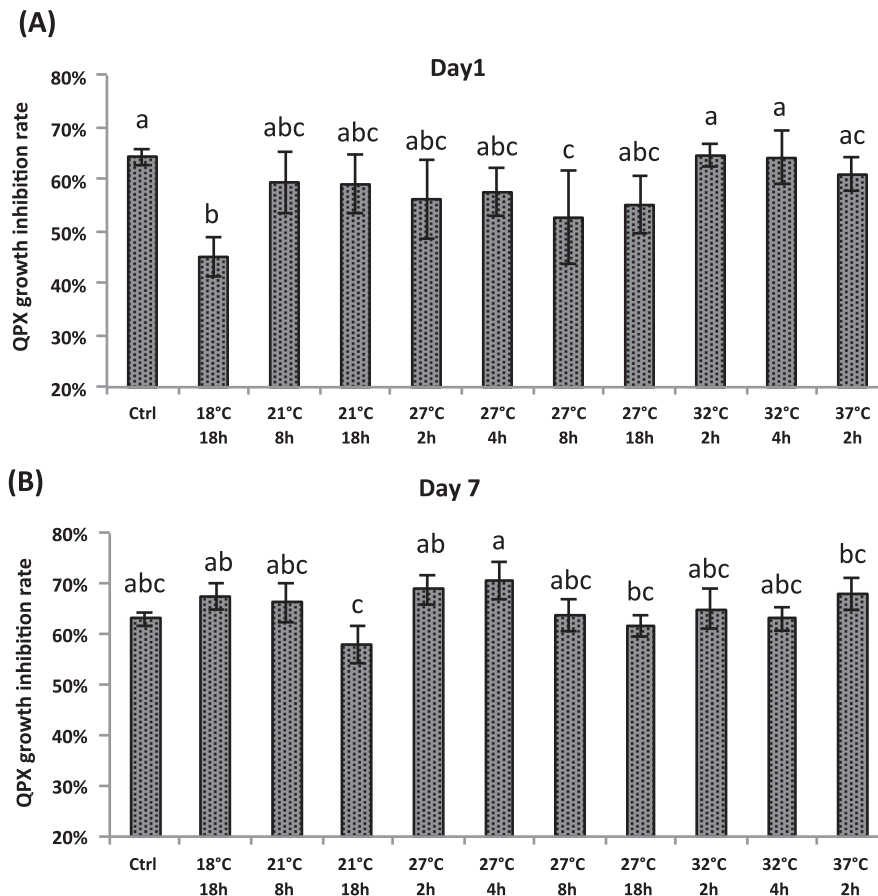 (A)
Day1
QPX growth inhibition rate
80%
70%
60%
50%
40%
30%
20%
a
b
abc
abc
abc
abc
c
abc
a
a
ac
Ctrl 18°C 21°C 21°C 27°C 27°C 27°C 27°C 32°C 32°C 37°C
18h 8h 18h 2h 4h 8h 18h 2h 4h 2h
(B)
Day 7
QPX growth inhibition rate
80%
70%
60%
50%
40%
30%
20%
abc
ab
abc
c
ab
a
abc
bc
abc
abc
bc
Ctrl 18°C 21°C 21°C 27°C 27°C 27°C 27°C 32°C 32°C 37°C
18h 8h 18h 2h 4h 8h 18h 2h 4h 2h